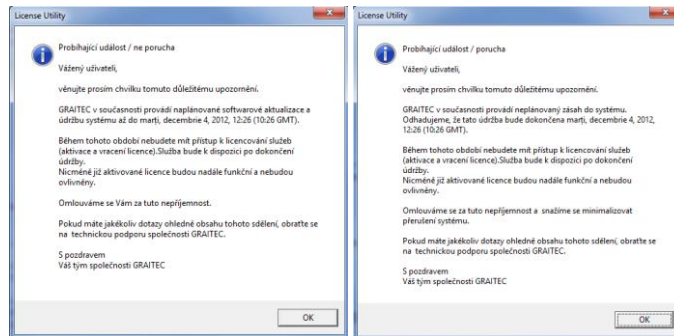 License Utility
Probíhající událost / ne porucha
Vážený uživateli,
věnujte prosím chvilku tomuto důležitému upozornění.
GRAITEC v současnosti provádí naplánované softwarové aktualizace a
údržbu systému až do marţi, decembrie 4, 2012, 12:26 (10:26 GMT).
Během tohoto období nebudete mít přístup k licencování služeb
(aktivace a vracení licence).Služba bude k dispozici po dokončení
údržby.
Nicméně již aktivované licence budou nadále funkční a nebudou
ovlivněny.
Omlouváme se Vám za tuto nepříjemnost.
Pokud máte jakékoliv dotazy ohledné obsahu tohoto sdělení, obraťte se
na technickou podporu společnosti GRAITEC.
S pozdravem
Váš tým společnosti GRAITEC
OK
License Utility
Probíhající událost / porucha
Vážený uživateli,
věnujte prosím chvilku tomuto důležitému upozornění.
GRAITEC v současnosti provádí neplánovaný zásah do systému.
Odhadujeme, že tato údržba bude dokončena marţi, decembrie 4, 2012,
12:26 (10:26 GMT).
Během tohoto období nebudete mít přístup k licencování služeb
(aktivace a vracení licence).Služba bude k dispozici po dokončení
údržby.
Nicméně již aktivované licence budou nadále funkční a nebudou
ovlivněny.
Omlouváme se za tuto nepříjemnost a snažíme se minimalizovat
přerušení systému.
Pokud máte jakékoliv dotazy ohledné obsahu tohoto sdělení, obraťte se
na technickou podporu společnosti GRAITEC.
S pozdravem
Váš tým společnosti GRAITEC
OK